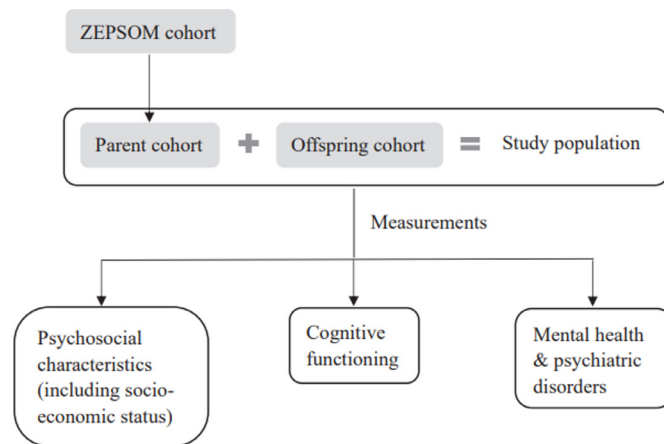 ZEPSOM cohort
Parent cohort + Offspring cohort = Study population
Measurements
Psychosocial
characteristics
(including socio-
economic status)
Cognitive
functioning
Mental health
& psychiatric
disorders